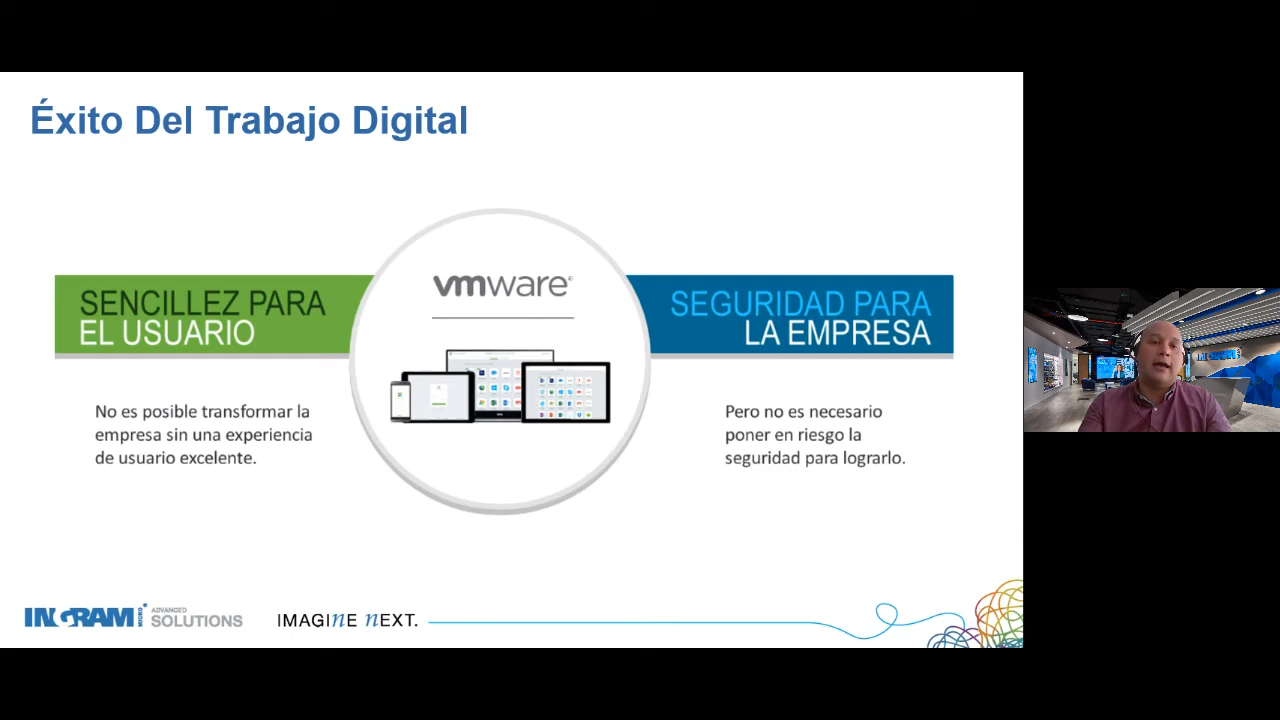 Éxito Del Trabajo Digital
vmware
SENCILLEZ PARA
EL USUARIO
SEGURIDAD PARA
LA EMPRESA
No es posible transformar la
empresa sin una experiencia
de usuario excelente.
Pero no es necesario
poner en riesgo la
seguridad para lograrlo.
INGRAM MICRO ADVANCED
SOLUTIONS
IMAGINE NEXT.
INGRAM